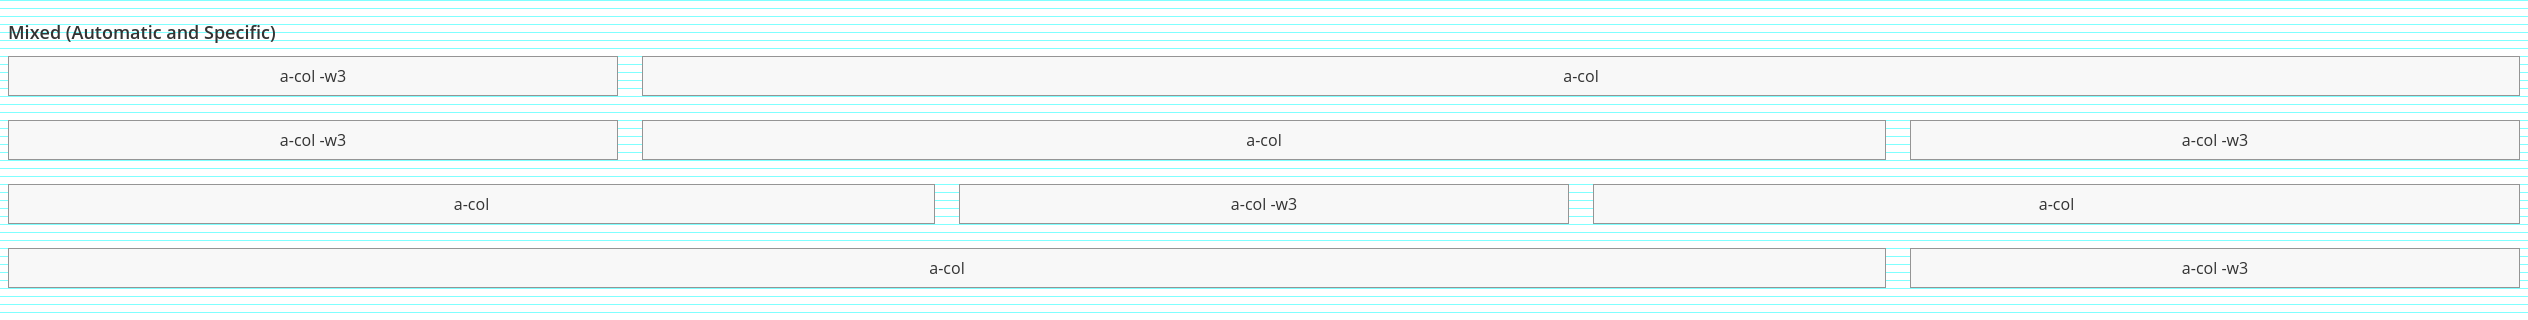 Mixed (Automatic and Specific)
a-col -w3 a-col
a-col -w3 a-col a-col -w3
a-col a-col -w3 a-col
a-col a-col -w3